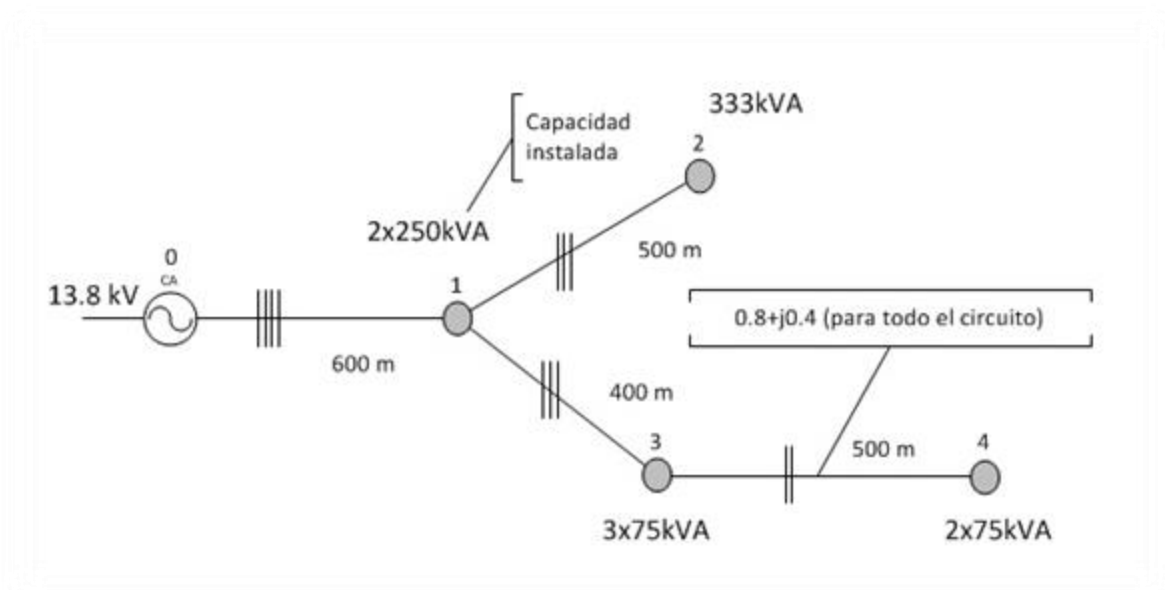 333kVA
Capacidad
instalada
2
2x250kVA
500 m
0
CA
13.8 kV
1
0.8+j0.4 (para todo el circuito)
600 m
400 m
3
500 m
4
3x75kVA
2x75kVA